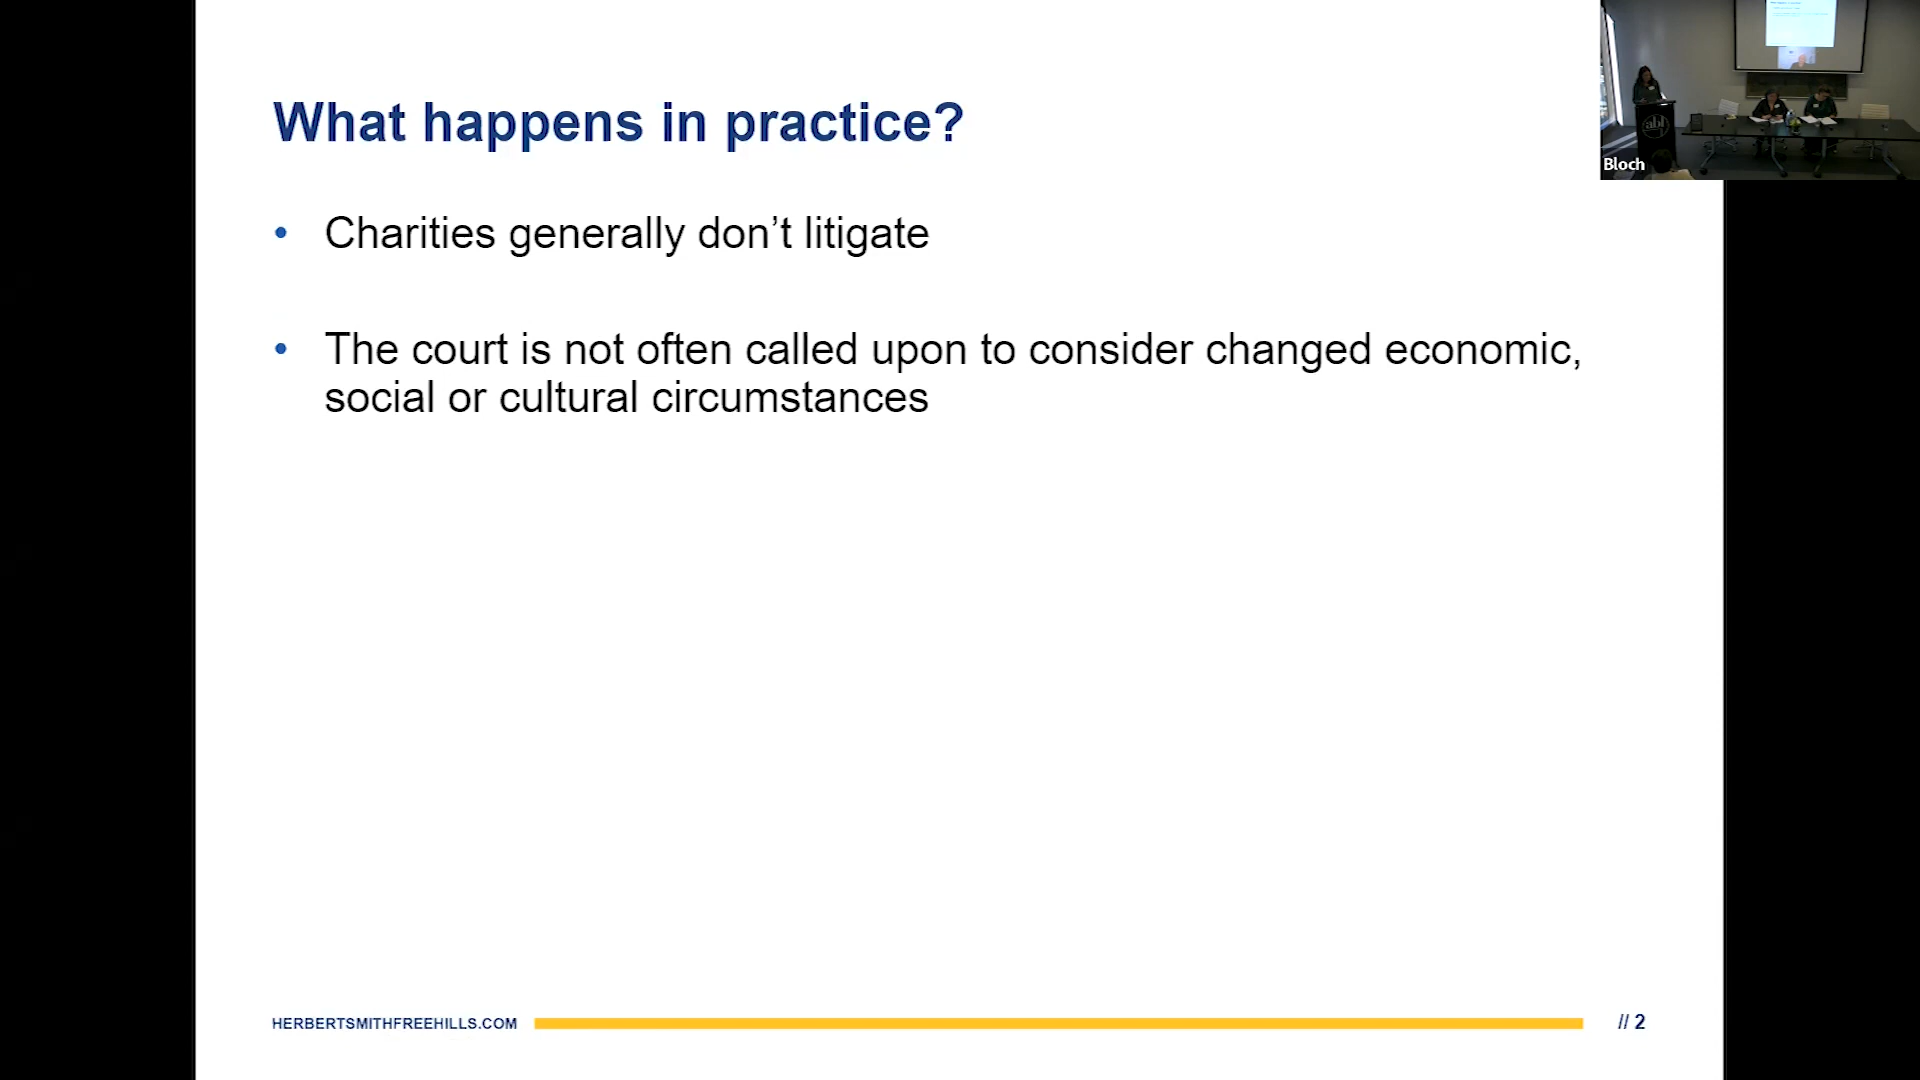 What happens in practice?
• Charities generally don’t litigate
• The court is not often called upon to consider changed economic,
social or cultural circumstances
HERBERTSMITHFREEHILLS.COM
// 2
Bloch
abl